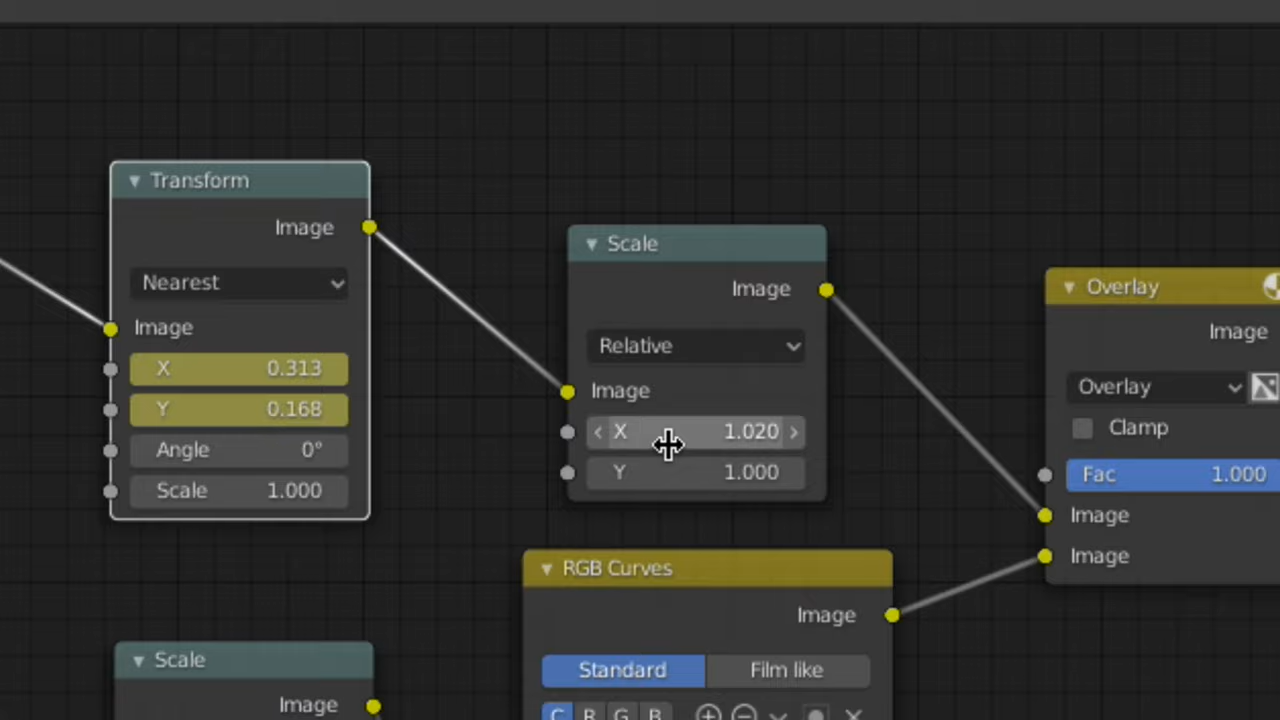 Transform
Image
Nearest
Image
X 0.313
Y 0.168
Angle 0°
Scale 1.000
Scale
Image
Relative
Image
X 1.020
Y 1.000
Overlay
Image
Overlay
Clamp
Fac 1.000
Image
Image
RGB Curves
Image
Standard Film like
C R G B
Scale
Image